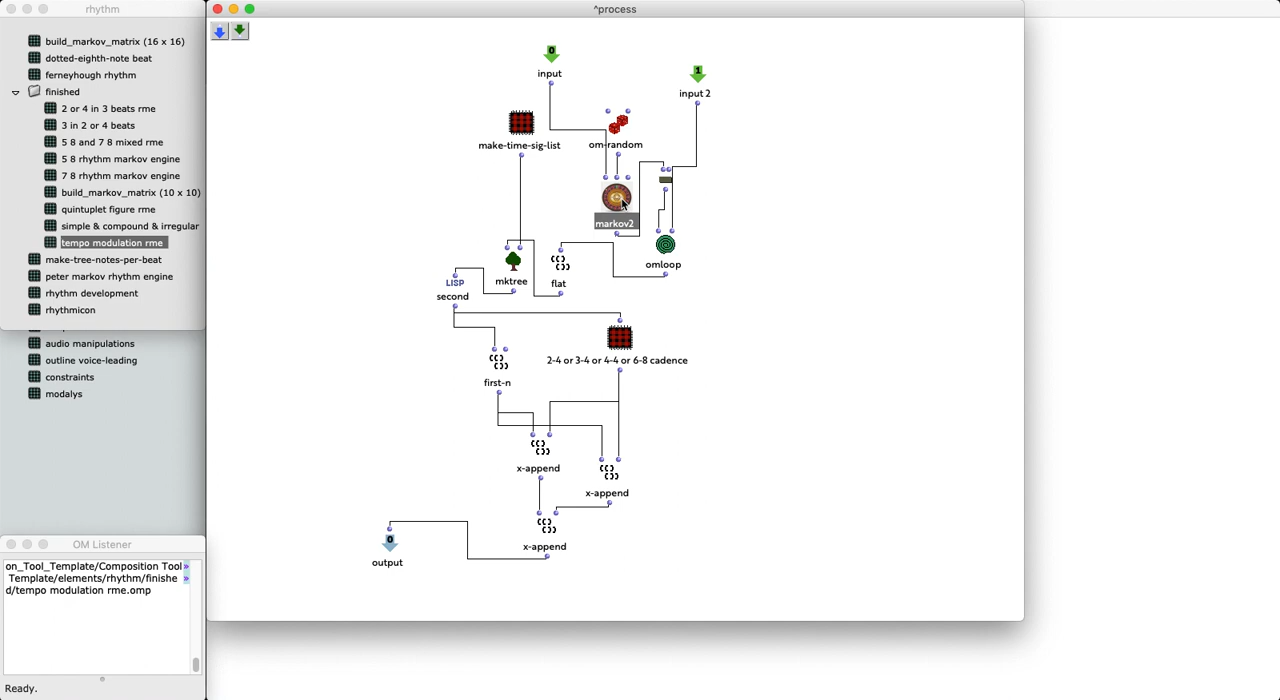 rhythm
build_markov_matrix (16 x 16)
dotted-eighth-note beat
ferneyhough rhythm
finished
2 or 4 in 3 beats rme
3 in 2 or 4 beats
5 8 and 7 8 mixed rme
5 8 rhythm markov engine
7 8 rhythm markov engine
build_markov_matrix (10 x 10)
quintuplet figure rme
simple & compound & irregular
tempo modulation rme
make-tree-notes-per-beat
peter markov rhythm engine
rhythm development
rhythmicon
audio manipulations
outline voice-leading
constraints
modalys
OM Listener
on_Tool_Template/Composition Tool
Template/elements/rhythm/finishe
d/tempo modulation rme.omp
Ready.
^process
0
input
1
input 2
make-time-sig-list
om-random
markov2
omloop
mktree
flat
LISP
second
2-4 or 3-4 or 4-4 or 6-8 cadence
first-n
x-append
x-append
x-append
0
output